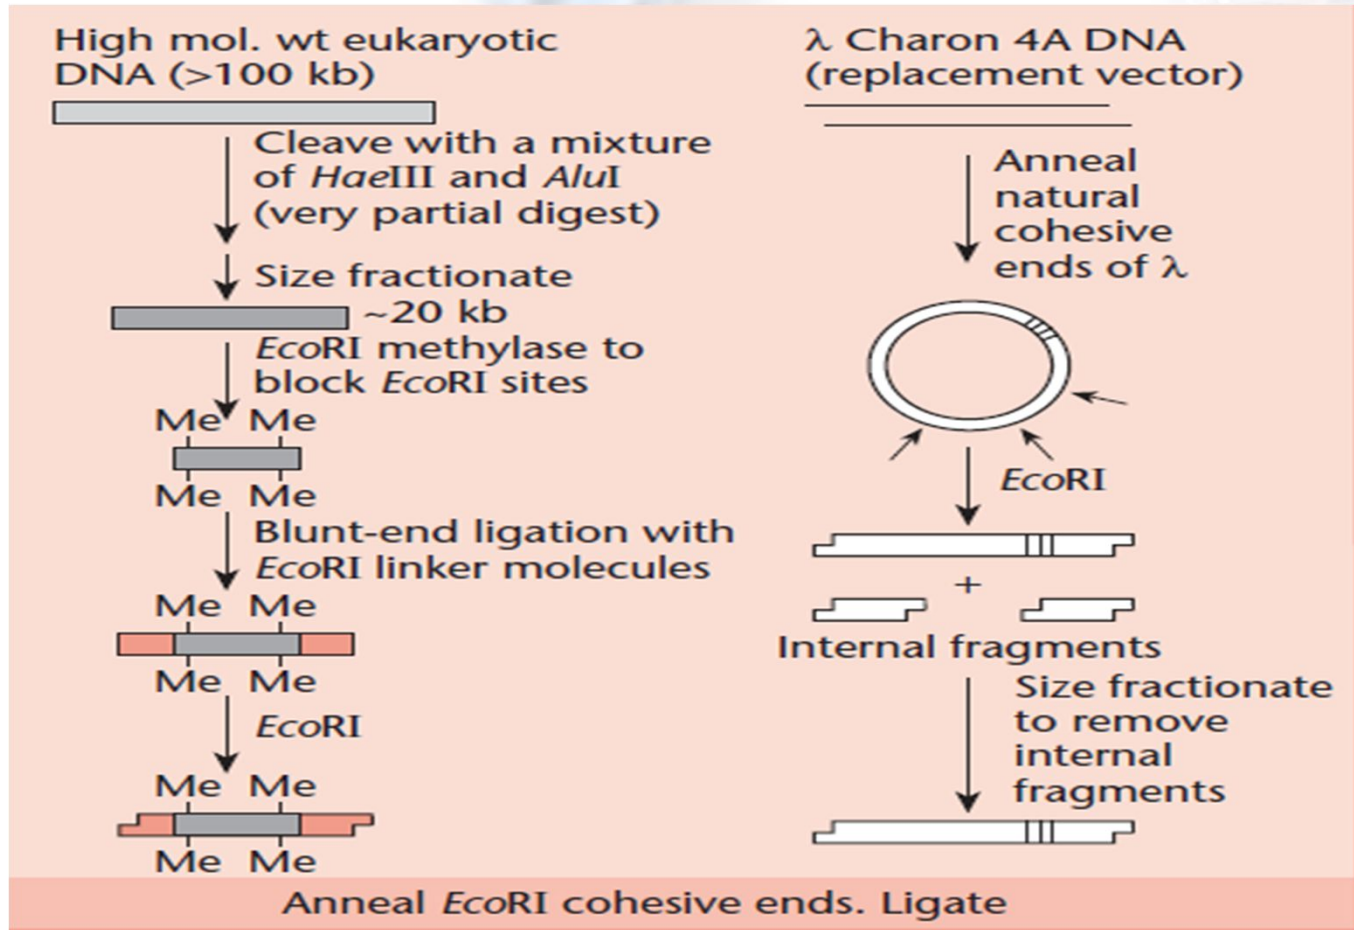 High mol. wt eukaryotic
DNA (>100 kb)
Cleave with a mixture
of HaeIII and AluI
(very partial digest)
Size fractionate
~20 kb
EcoRI methylase to
block EcoRI sites
Me Me
Me Me
Blunt-end ligation with
EcoRI linker molecules
Me Me
Me Me
EcoRI
Me Me
Me Me
λ Charon 4A DNA
(replacement vector)
Anneal
natural
cohesive
ends of λ
EcoRI
+
Internal fragments
Size fractionate
to remove
internal
fragments
Anneal EcoRI cohesive ends. Ligate